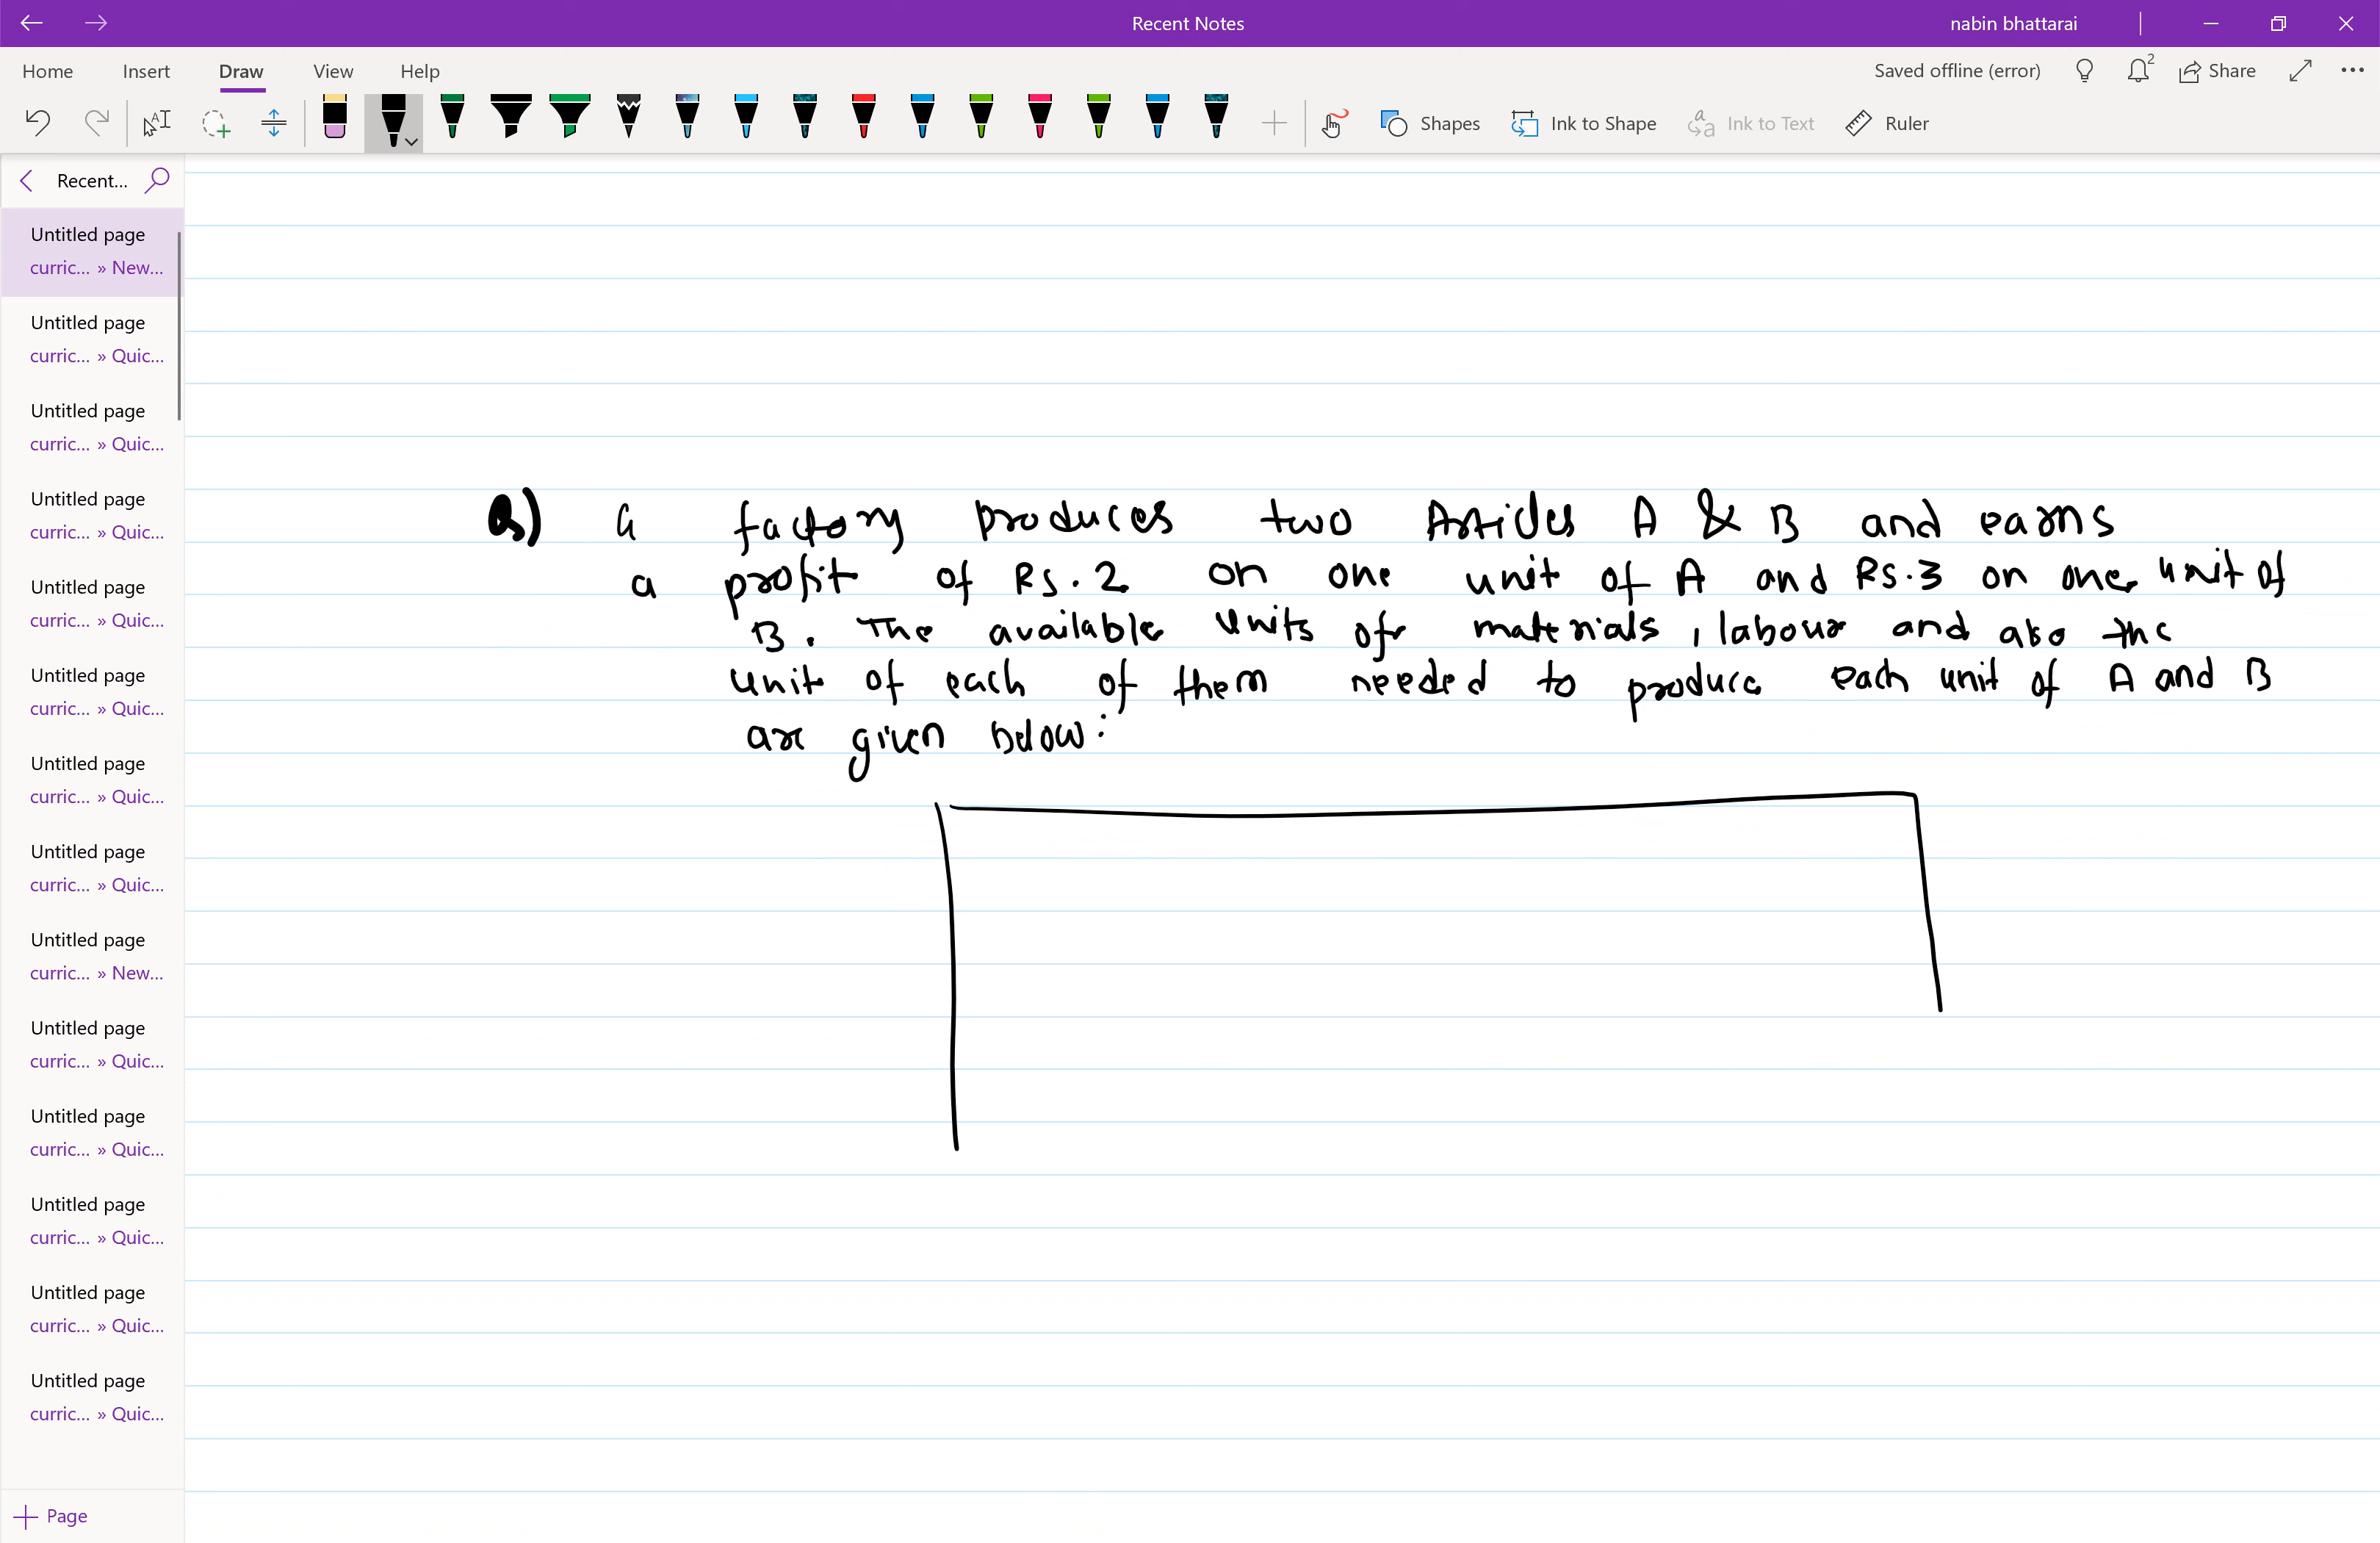 Recent Notes
nabin bhattarai
Home Insert Draw View Help
Saved offline (error)
2
Share
Shapes
Ink to Shape
Ink to Text
Ruler
Recent...
Untitled page
curric... » New...
Untitled page
curric... » Quic...
Untitled page
curric... » Quic...
Untitled page
curric... » Quic...
Untitled page
curric... » Quic...
Untitled page
curric... » Quic...
Untitled page
curric... » Quic...
Untitled page
curric... » Quic...
Untitled page
curric... » New...
Untitled page
curric... » Quic...
Untitled page
curric... » Quic...
Untitled page
curric... » Quic...
Untitled page
curric... » Quic...
Untitled page
curric... » Quic...
Page
Q) a factory produces two Articles A & B and earns
a profit of Rs. 2 on one unit of A and Rs. 3 on one unit of
B. The available units of materials, labour and also the
unit of each of them needed to produce each unit of A and B
are given below: